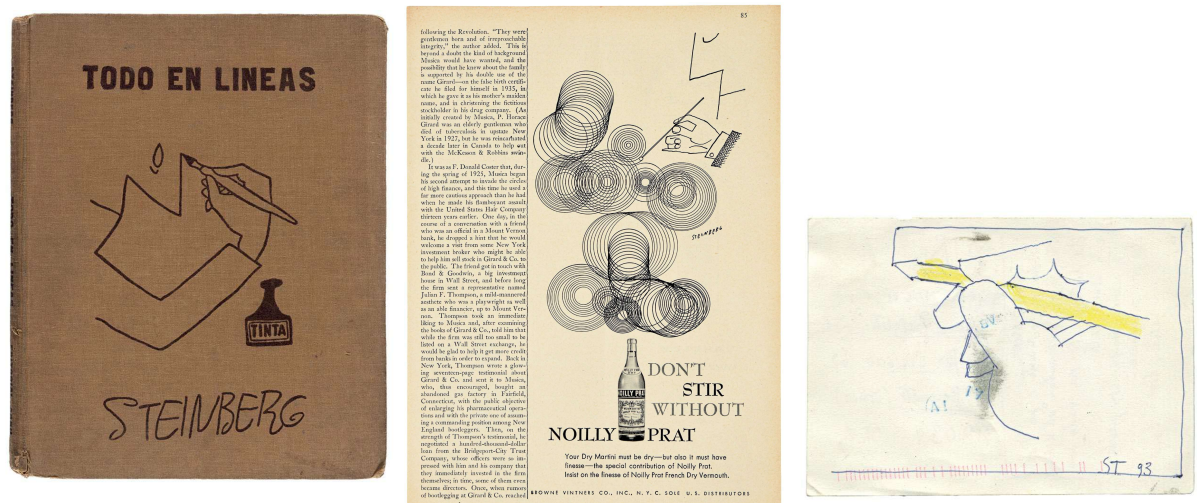 TODO EN LINEAS
TINTA
STEINBERG
85
following the Revolution. "They were
gentlemen born and of irreproachable
integrity," the author added. This is
beyond a doubt the kind of background
Musica would have wanted, and the
possibility that he knew about the family
is supported by his double use of the
name Girard—on the false birth certifi-
cate he filed for himself in 1935, in
which he gave it as his mother's maiden
name, and in christening the fictitious
stockholder in his drug company. (As
initially created by Musica, P. Horace
Girard was an elderly gentleman who
died of tuberculosis in upstate New
York in 1927, but he was reincarnated
a decade later in Canada to help out
with the McKesson & Robbins swin-
dle.)
It was as F. Donald Coster that, dur-
ing the spring of 1925, Musica began
his second attempt to invade the circles
of high finance, and this time he used a
far more cautious approach than he had
when he made his flamboyant assault
with the United States Hair Company
thirteen years earlier. One day, in the
course of a conversation with a friend
who was an official in a Mount Vernon
bank, he dropped a hint that he would
welcome a visit from some New York
investment broker who might be able
to help him sell stock in Girard & Co. to
the public. The friend got in touch with
Bond & Goodwin, a big investment
house in Wall Street, and before long
the firm sent a representative named
Julian F. Thompson, a mild-mannered
aesthete who was a playwright as well
as an able financier, up to Mount Ver-
non. Thompson took an immediate
liking to Musica and, after examining
the books of Girard & Co., told him that
while the firm was still too small to be
listed on a Wall Street exchange, he
would be glad to help it get more credit
from banks in order to expand. Back in
New York, Thompson wrote a glow-
ing seventeen-page testimonial about
Girard & Co. and sent it to Musica,
who, thus encouraged, bought an
abandoned gas factory in Fairfield,
Connecticut, with the public objective
of enlarging his pharmaceutical opera-
tions and with the private one of assum-
ing a commanding position among New
England bootleggers. Then, on the
strength of Thompson's testimonial, he
negotiated a hundred-thousand-dollar
loan from the Bridgeport-City Trust
Company, whose officers were so im-
pressed with him and his company that
they immediately invested in the firm
themselves; in time, some of them even
became directors. Once, when rumors
of bootlegging at Girard & Co. reached
STEINBERG
NOILLY PRAT
DON'T
STIR
WITHOUT
NOILLY PRAT
Your Dry Martini must be dry—but also it must have
finesse—the special contribution of Noilly Prat.
Insist on the finesse of Noilly Prat French Dry Vermouth.
BROWNE VINTNERS CO., INC., N.Y.C. SOLE U.S. DISTRIBUTORS
ST 93